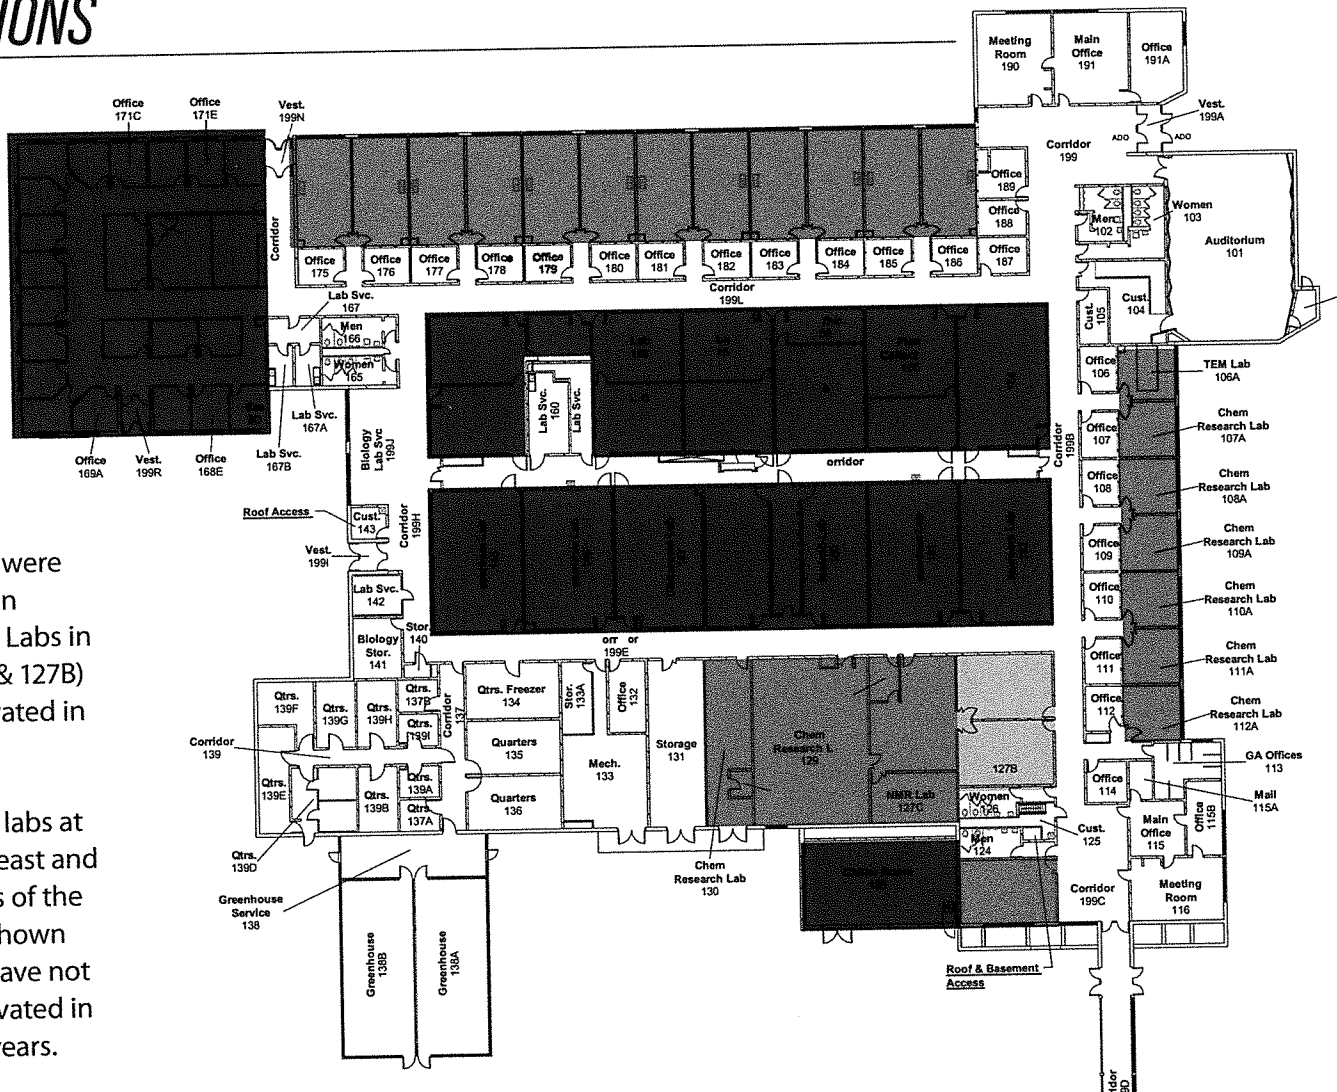 IONS
Meeting
Room
190
Main
Office
191
Office
191A
Office
171C
Office
171E
Vest.
199N
Vest.
199A
ADO
ADO
Corridor
199
Office
189
Office
188
Men
102
Women
103
Auditorium
101
Corridor
Office
175
Office
176
Office
177
Office
178
Office
179
Office
180
Office
181
Office
182
Office
183
Office
184
Office
185
Office
186
Office
187
Corridor
199L
Lab Svc.
167
Men
166
Women
165
Cust.
105
Cust.
104
Office
106
TEM Lab
106A
Lab Svc.
160
Lab Svc.
Lab Svc.
167A
Lab Svc.
167B
Office
169A
Vest.
199R
Office
168E
Biology
Lab Svc
199J
Office
107
Chem
Research Lab
107A
Corridor
199B
orridor
Office
108
Chem
Research Lab
108A
Roof Access
Cust.
143
Corridor
199H
Office
109
Chem
Research Lab
109A
Vest.
199I
were
n
Lab Svc.
142
Office
110
Chem
Research Lab
110A
Labs in
& 127B)
Stor.
140
Biology
Stor.
141
orr or
199E
Office
111
Chem
Research Lab
111A
vated in
Qtrs.
139F
Qtrs.
139G
Qtrs.
139H
Qtrs.
137B
Qtrs.
139I
Corridor
137
Qtrs. Freezer
134
Stor.
133A
Office
132
Office
112
Chem
Research Lab
112A
Corridor
139
Quarters
135
Mech.
133
Storage
131
Chem
Research L
129
127B
GA Offices
113
Qtrs.
139E
Qtrs.
139B
Qtrs.
139A
Qtrs.
137A
Quarters
136
NMR Lab
127C
Women
126
Office
114
Mail
115A
labs at
Main
Office
115
Office
115B
Men
124
Cust.
125
east and
Qtrs.
139D
Chem
Research Lab
130
s of the
Greenhouse
Service
138
Corridor
199C
Meeting
Room
116
hown
Greenhouse
138B
Greenhouse
138A
ave not
Roof & Basement
Access
vated in
years.